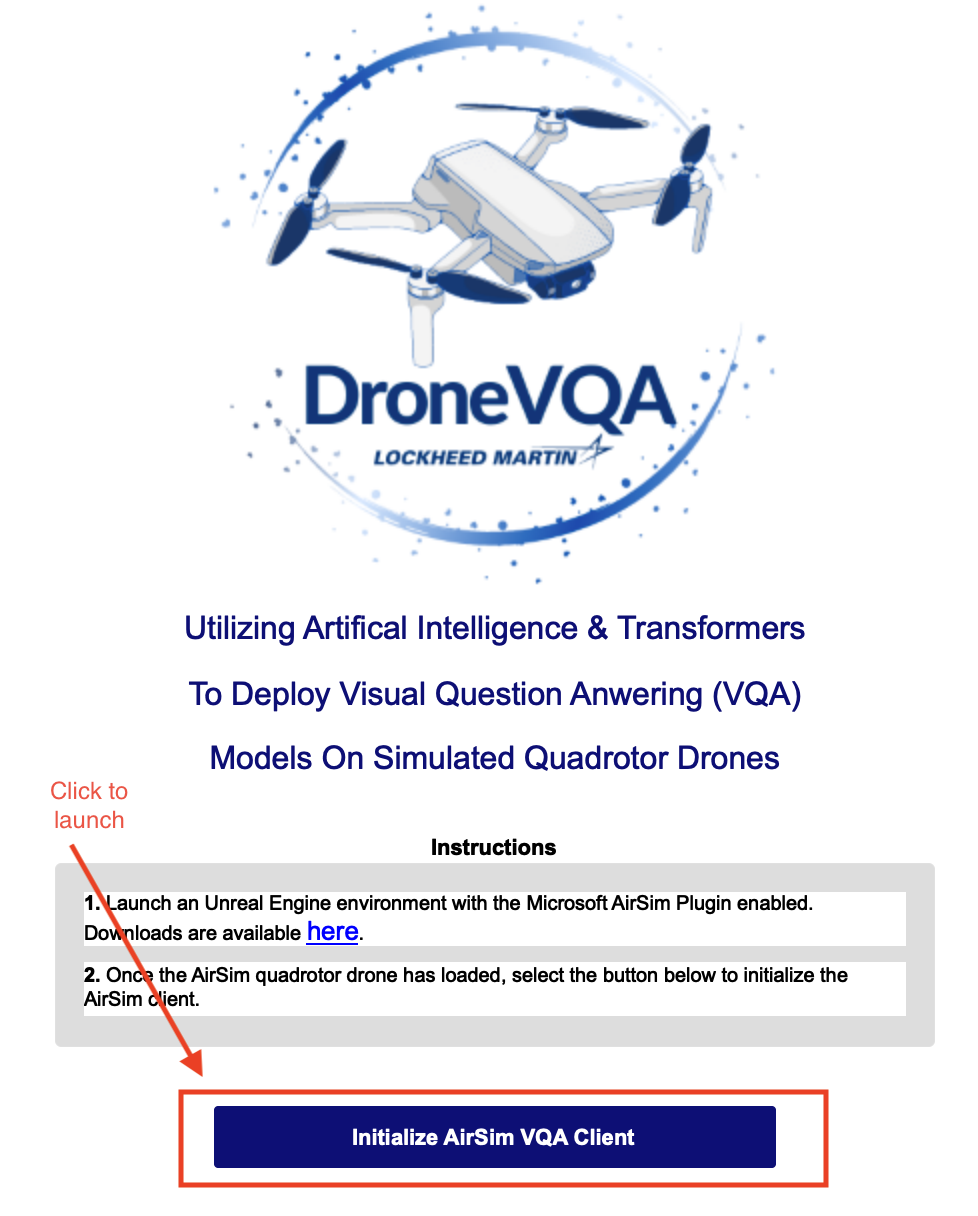 DroneVQA
LOCKHEED MARTIN
Utilizing Artifical Intelligence & Transformers
To Deploy Visual Question Anwering (VQA)
Models On Simulated Quadrotor Drones
Click to
launch
Instructions
1. Launch an Unreal Engine environment with the Microsoft AirSim Plugin enabled.
Downloads are available here.
2. Once the AirSim quadrotor drone has loaded, select the button below to initialize the
AirSim client.
Initialize AirSim VQA Client